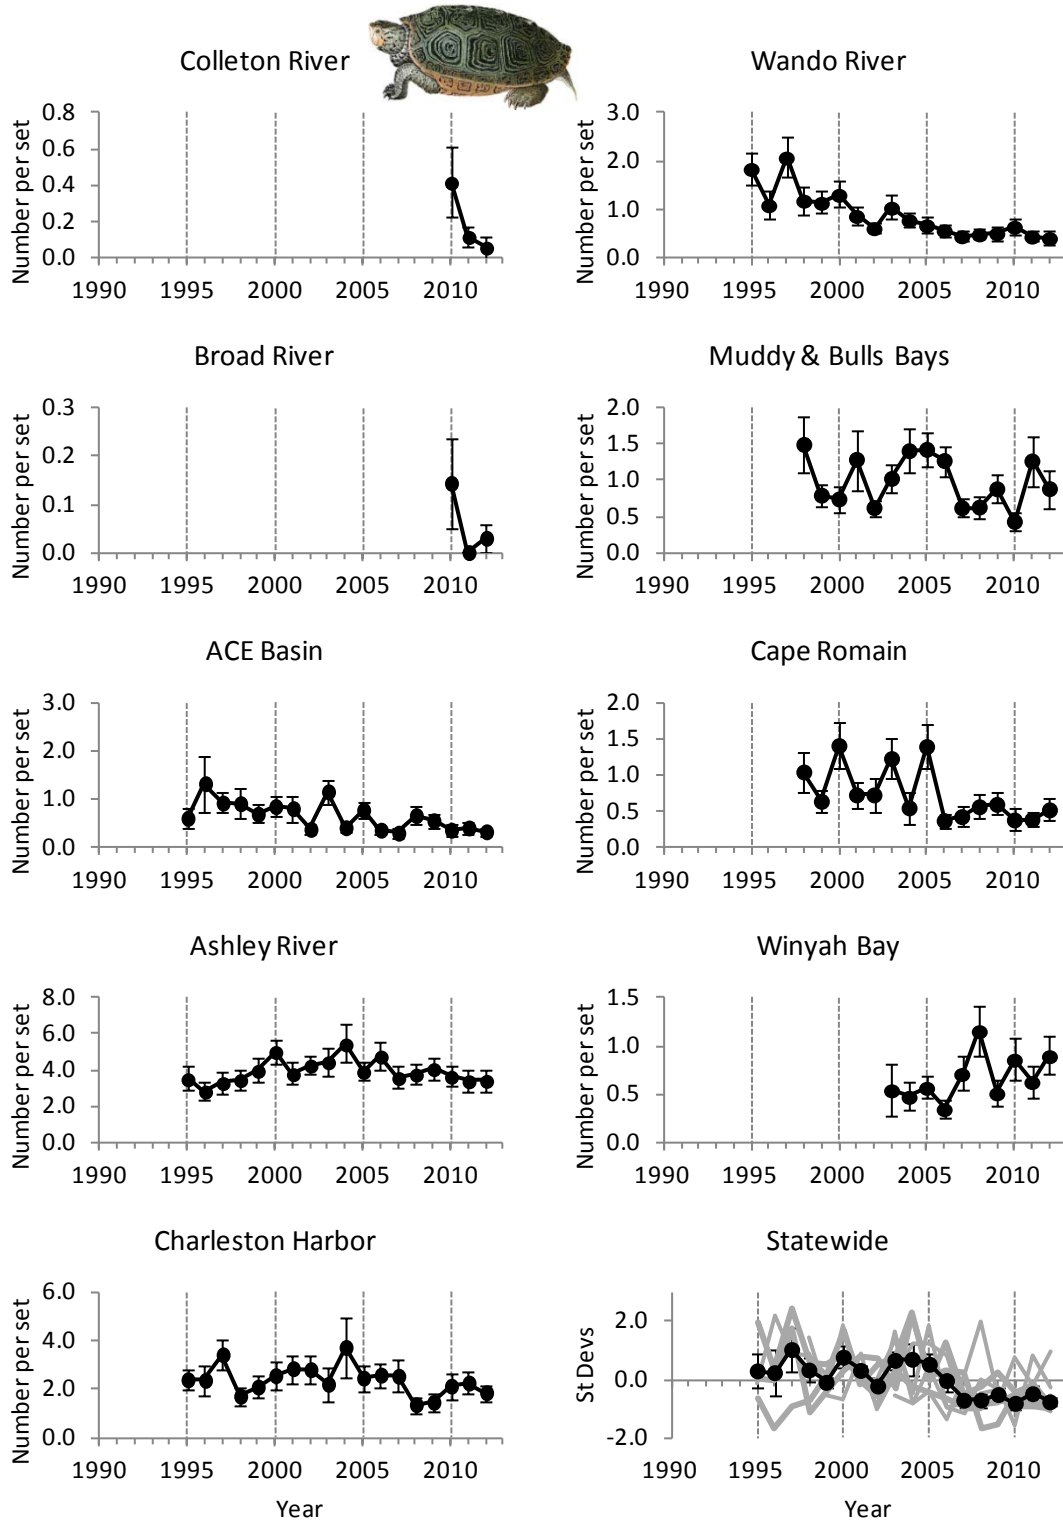 Colleton River
Number per set
0.8
0.6
0.4
0.2
0.0
1990 1995 2000 2005 2010
Wando River
Number per set
3.0
2.0
1.0
0.0
1990 1995 2000 2005 2010
Broad River
Number per set
0.3
0.2
0.1
0.0
1990 1995 2000 2005 2010
Muddy & Bulls Bays
Number per set
2.0
1.5
1.0
0.5
0.0
1990 1995 2000 2005 2010
ACE Basin
Number per set
3.0
2.0
1.0
0.0
1990 1995 2000 2005 2010
Cape Romain
Number per set
2.0
1.5
1.0
0.5
0.0
1990 1995 2000 2005 2010
Ashley River
Number per set
8.0
6.0
4.0
2.0
0.0
1990 1995 2000 2005 2010
Winyah Bay
Number per set
1.5
1.0
0.5
0.0
1990 1995 2000 2005 2010
Charleston Harbor
Number per set
6.0
4.0
2.0
0.0
1990 1995 2000 2005 2010
Year
Statewide
St Devs
2.0
0.0
-2.0
1990 1995 2000 2005 2010
Year